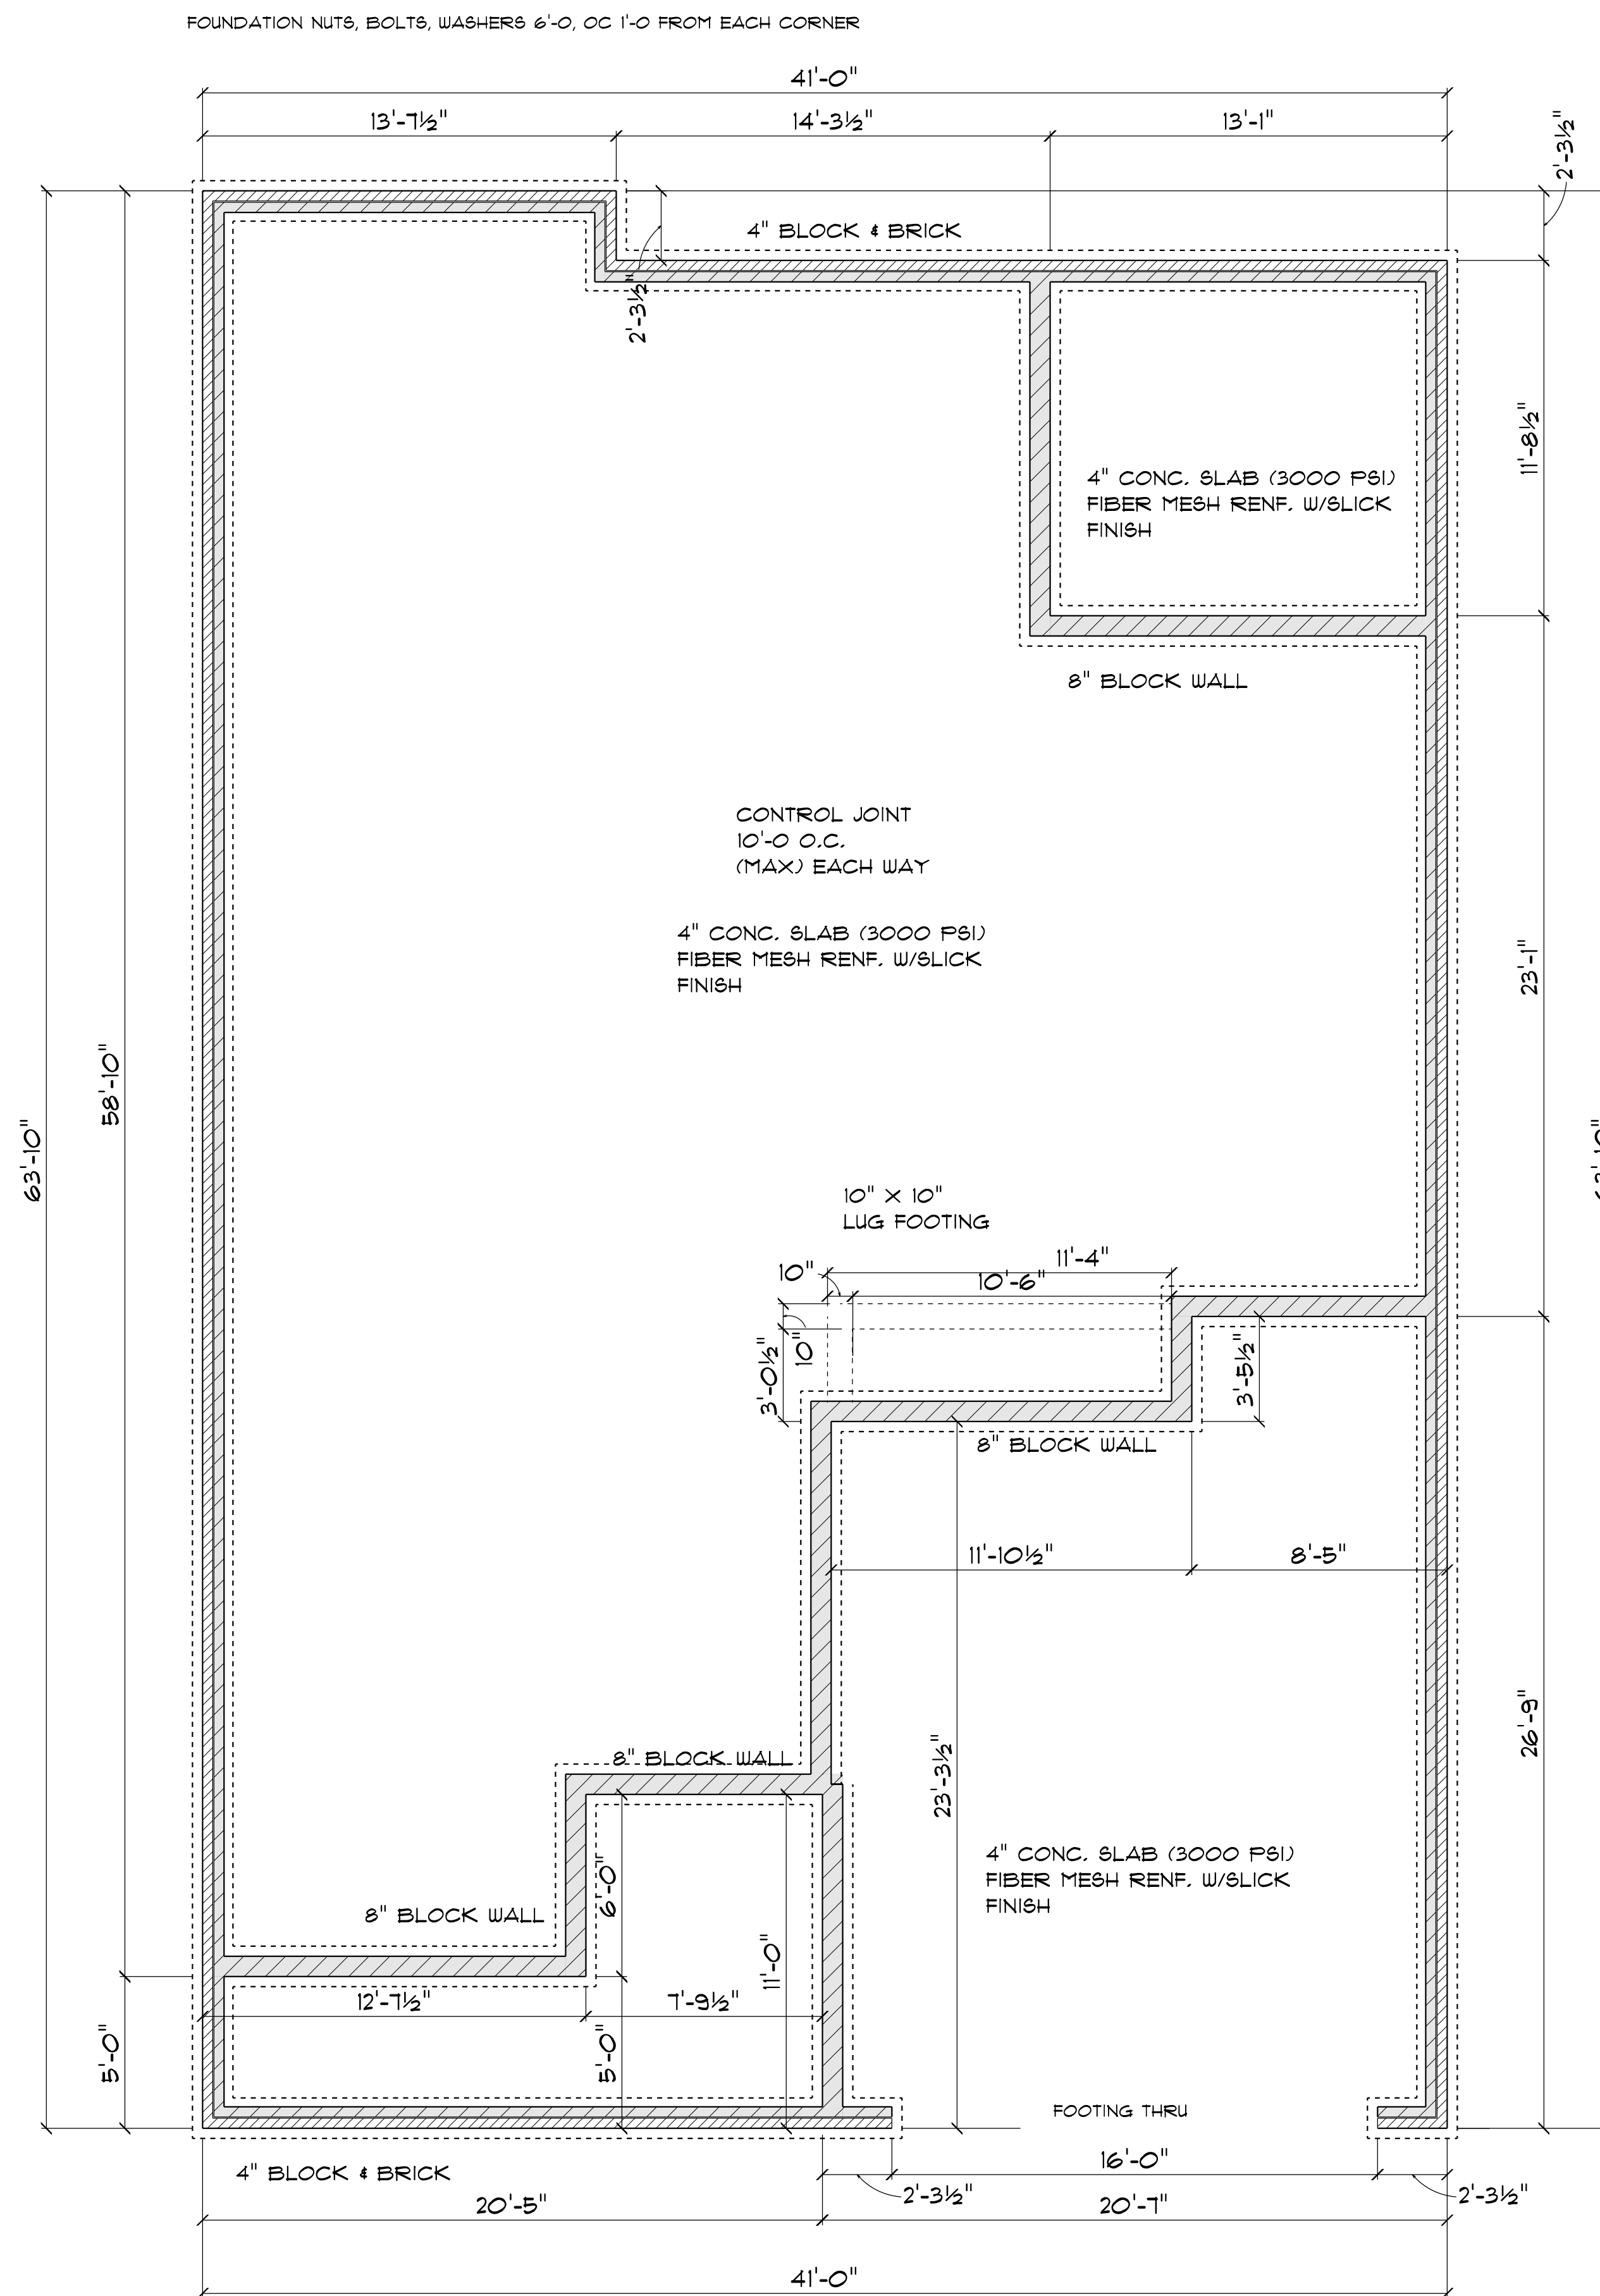 FOUNDATION NUTS, BOLTS, WASHERS 6'-0, OC 1'-0 FROM EACH CORNER
41'-0"
13'-7½"
14'-3½"
13'-1"
2'-3½"
4" BLOCK & BRICK
2'-3½"
11'-8½"
4" CONC. SLAB (3000 PSI)
FIBER MESH RENF. W/SLICK
FINISH
8" BLOCK WALL
CONTROL JOINT
10'-0 O.C.
(MAX) EACH WAY
4" CONC. SLAB (3000 PSI)
FIBER MESH RENF. W/SLICK
FINISH
23'-1"
58'-10"
63'-10"
10" X 10"
LUG FOOTING
11'-4"
10"
10'-6"
10"
3'-0½"
3'-5½"
8" BLOCK WALL
11'-10½"
8'-5"
26'-9"
8" BLOCK WALL
23'-3½"
4" CONC. SLAB (3000 PSI)
FIBER MESH RENF. W/SLICK
FINISH
6'-0"
8" BLOCK WALL
11'-0"
12'-7½"
7'-9½"
5'-0"
5'-0"
FOOTING THRU
16'-0"
4" BLOCK & BRICK
2'-3½"
2'-3½"
20'-5"
20'-7"
41'-0"